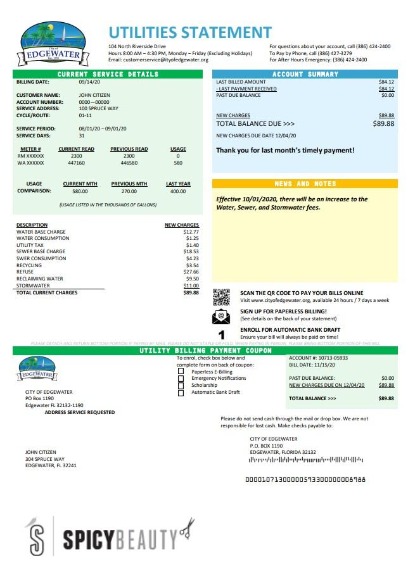 EDGEWATER
UTILITIES STATEMENT
104 North Riverside Drive
Hours 8:00 AM – 4:30 PM, Monday – Friday (Excluding Holidays)
Email: customerservice@cityofedgewater.org
For questions about your account, call (386) 424-2400
To Pay by Phone, call (386) 427-3279
For After Hours Emergency: (386) 424-2400
CURRENT SERVICE DETAILS
BILLING DATE: 09/14/20
CUSTOMER NAME: JOHN CITIZEN
ACCOUNT NUMBER: 0000—00000
SERVICE ADDRESS: 100 SPRUCE WAY
CYCLE/ROUTE: 01-11
SERVICE PERIOD: 08/01/20 –09/01/20
SERVICE DAYS: 31
METER # CURRENT READ PREVIOUS READ USAGE
RM XXXXXX 2300 2300 0
WA XXXXXX 447160 446580 580
USAGE COMPARISON: CURRENT MTH PREVIOUS MTH LAST YEAR
580.00 270.00 400.00
(USAGE LISTED IN THE THOUSANDS OF GALLONS)
DESCRIPTION NEW CHARGES
WATER BASE CHARGE $12.77
WATER CONSUMPTION $1.25
UTILITY TAX $1.40
SEWER BASE CHARGE $18.53
SWER CONSUMPTION $4.23
RECYCLING $3.54
REFUSE $27.66
RECLAIMING WATER $9.50
STORMWATER $11.00
TOTAL CURRENT CHARGES $89.88
ACCOUNT SUMMARY
LAST BILLED AMOUNT $84.12
- LAST PAYMENT RECEIVED $84.12
PAST DUE BALANCE $0.00
NEW CHARGES $89.88
TOTAL BALANCE DUE >>> $89.88
NEW CHARGES DUE DATE 12/04/20
Thank you for last month's timely payment!
NEWS AND NOTES
Effective 10/01/2020, there will be an increase to the
Water, Sewer, and Stormwater fees.
SCAN THE QR CODE TO PAY YOUR BILLS ONLINE
Visit www.cityofedgewater.org, available 24 hours / 7 days a week
SIGN UP FOR PAPERLESS BILLING!
(See details on the back of your statement)
1
ENROLL FOR AUTOMATIC BANK DRAFT
Ensure your bill will always be paid on time!
UTILITY BILLING PAYMENT COUPON
EDGEWATER
CITY OF EDGEWATER
PO Box 1190
Edgewater FL 32132-1190
ADDRESS SERVICE REQUESTED
To enroll, check box below and
complete form on back of coupon:
Paperless E-Billing
Emergency Notifications
Scholarship
Automatic Bank Draft
ACCOUNT #: 10713-05933
BILL DATE: 11/15/20
PAST DUE BALANCE: $0.00
NEW CHARGES DUE ON 12/04/20 $89.88
TOTAL BALANCE >>> $89.88
Please do not send cash through the mail or drop box. We are not
responsible for lost cash. Make checks payable to:
JOHN CITIZEN
304 SPRUCE WAY
EDGEWATER, FL 32241
CITY OF EDGEWATER
P.O. BOX 1190
EDGEWATER, FLORIDA 32132
SPICYBEAUTY